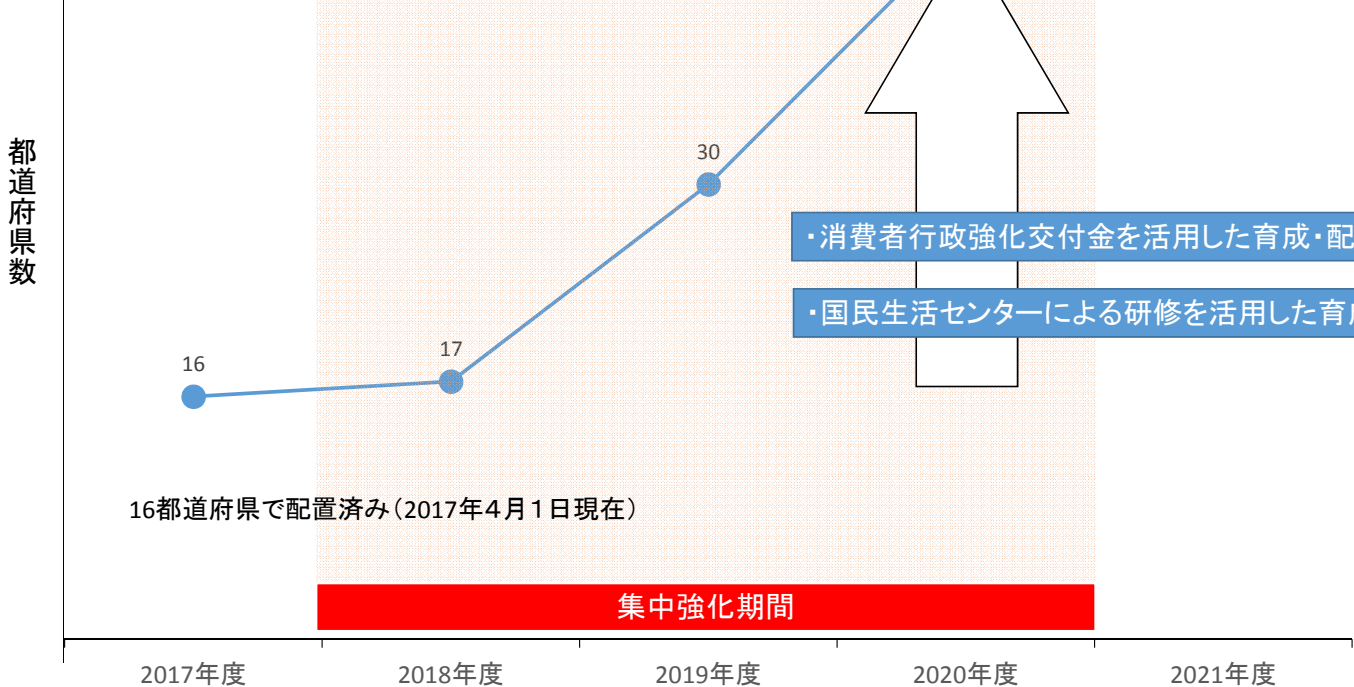 都道府県数
30
・消費者行政強化交付金を活用した育成・配
・国民生活センターによる研修を活用した育
17
16
16都道府県で配置済み（2017年４月１日現在）
集中強化期間
2017年度
2018年度
2019年度
2020年度
2021年度